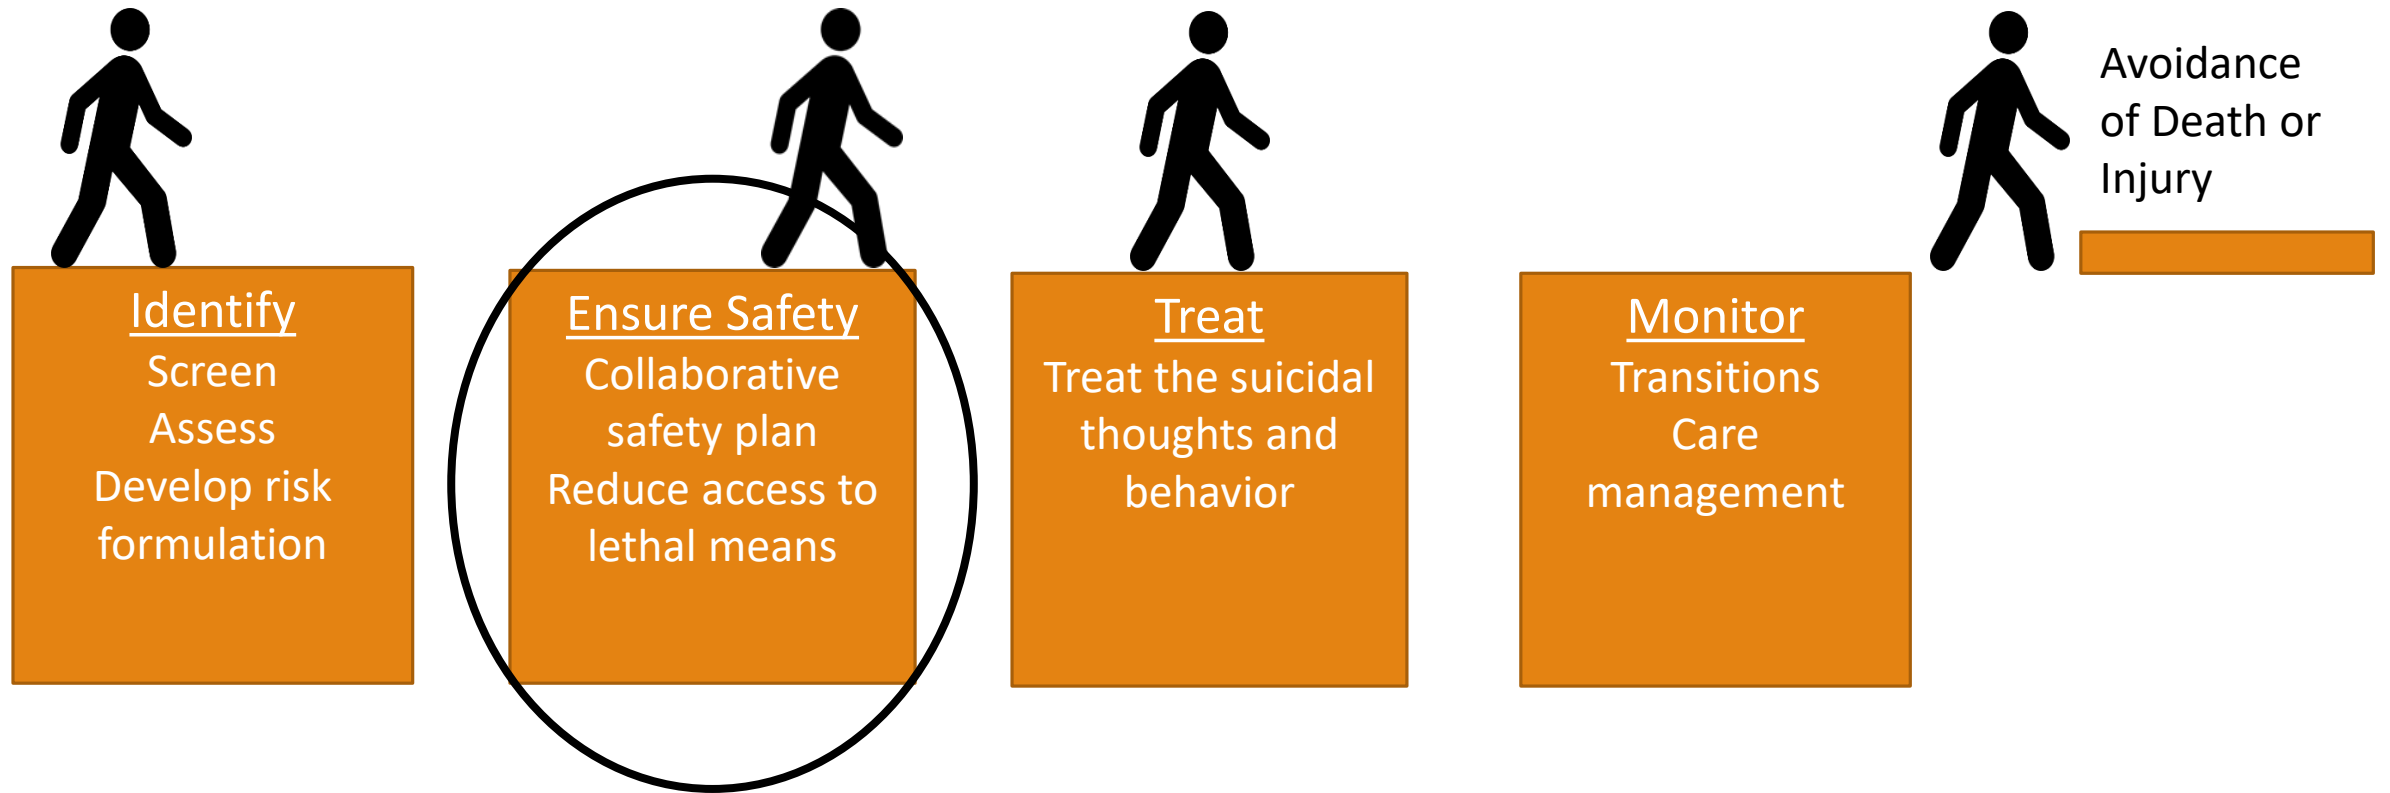 Identify
Screen
Assess
Develop risk
formulation
Ensure Safety
Collaborative
safety plan
Reduce access to
lethal means
Treat
Treat the suicidal
thoughts and
behavior
Monitor
Transitions
Care
management
Avoidance
of Death or
Injury